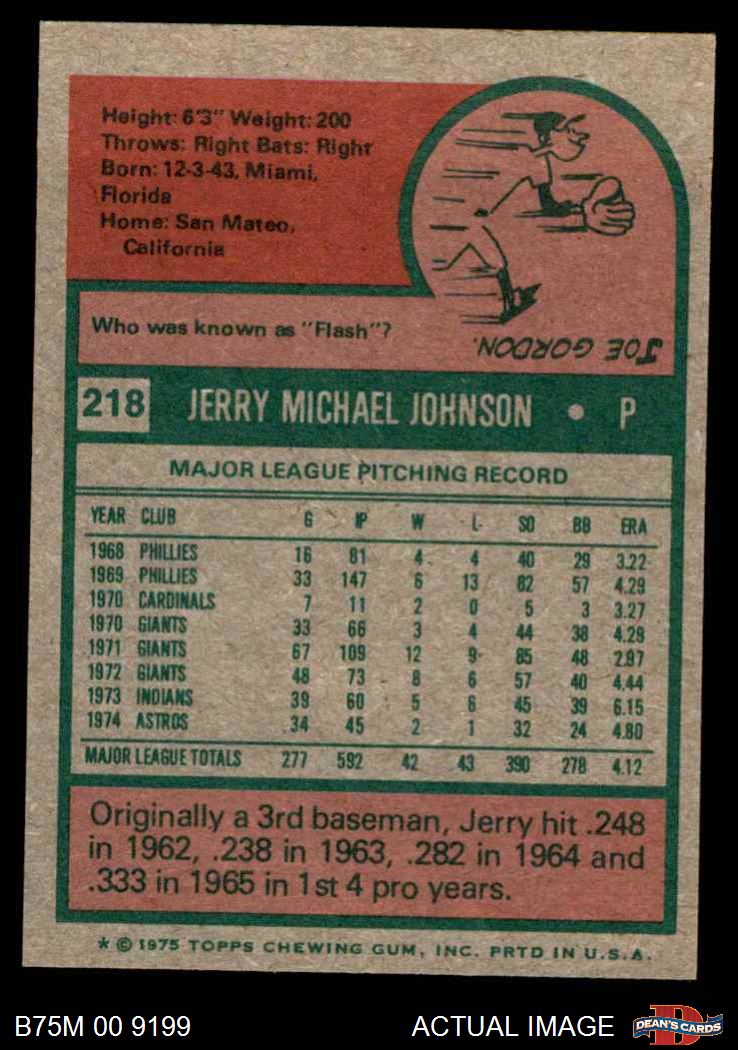 Height: 6'3" Weight: 200
Throws: Right Bats: Right
Born: 12-3-43, Miami,
Florida
Home: San Mateo,
California
Who was known as "Flash"?
JOE GORDON.
218 JERRY MICHAEL JOHNSON • P
MAJOR LEAGUE PITCHING RECORD
YEAR CLUB G IP W L SO BB ERA
1968 PHILLIES 16 81 4 4 40 29 3.22
1969 PHILLIES 33 147 6 13 82 57 4.29
1970 CARDINALS 7 11 2 0 5 3 3.27
1970 GIANTS 33 66 3 4 44 38 4.29
1971 GIANTS 67 109 12 9 85 48 2.97
1972 GIANTS 48 73 8 6 57 40 4.44
1973 INDIANS 39 60 5 6 45 39 6.15
1974 ASTROS 34 45 2 1 32 24 4.80
MAJOR LEAGUE TOTALS 277 592 42 43 390 278 4.12
Originally a 3rd baseman, Jerry hit .248
in 1962, .238 in 1963, .282 in 1964 and
.333 in 1965 in 1st 4 pro years.
* © 1975 TOPPS CHEWING GUM, INC. PRTD IN U.S.A.
B75M 00 9199 ACTUAL IMAGE D DEAN'S CARDS